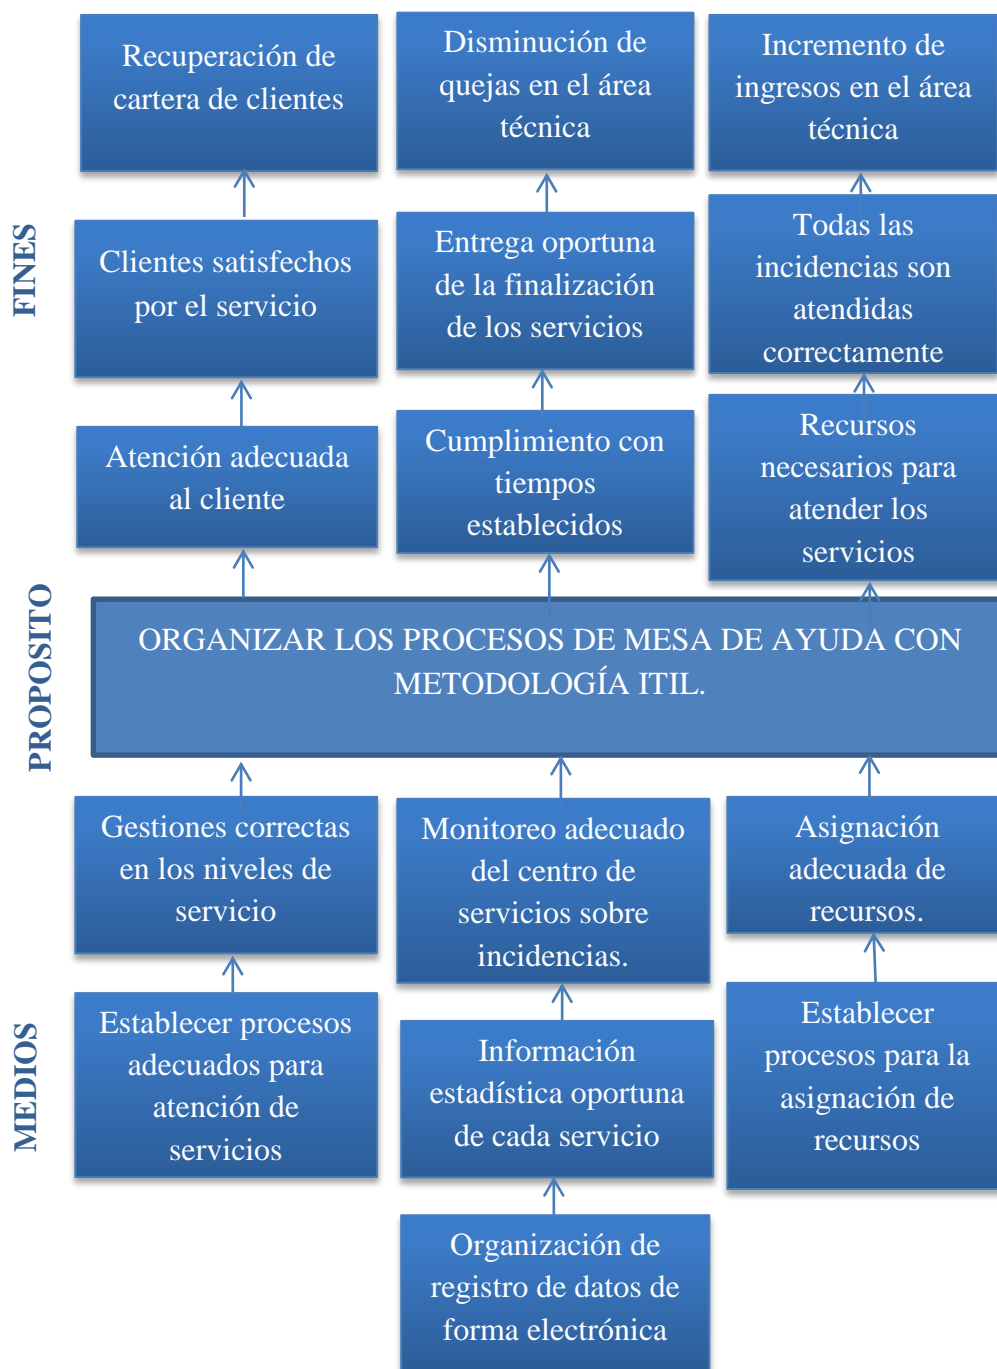 Recuperación de
cartera de clientes
Disminución de
quejas en el área
técnica
Incremento de
ingresos en el área
técnica
FINES
Clientes satisfechos
por el servicio
Entrega oportuna
de la finalización
de los servicios
Todas las
incidencias son
atendidas
correctamente
Atención adecuada
al cliente
Cumplimiento con
tiempos
establecidos
Recursos
necesarios para
atender los
servicios
PROPOSITO
ORGANIZAR LOS PROCESOS DE MESA DE AYUDA CON
METODOLOGÍA ITIL.
Gestiones correctas
en los niveles de
servicio
Monitoreo adecuado
del centro de
servicios sobre
incidencias.
Asignación
adecuada de
recursos.
MEDIOS
Establecer procesos
adecuados para
atención de
servicios
Información
estadística oportuna
de cada servicio
Establecer
procesos para la
asignación de
recursos
Organización de
registro de datos de
forma electrónica